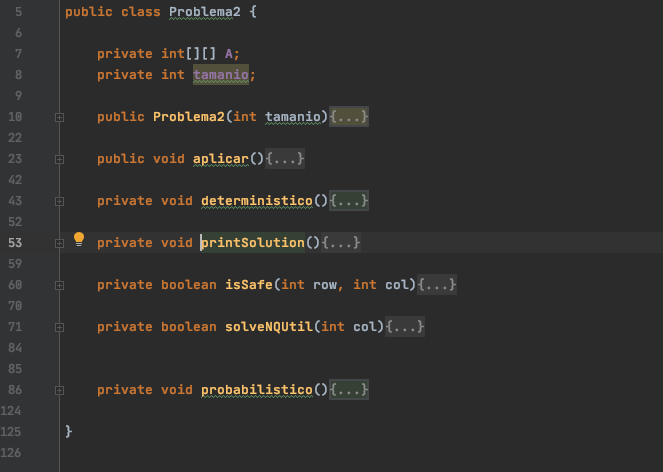 5 public class Problema2 {
6
7 private int[][] A;
8 private int tamanio;
9
10 public Problema2(int tamanio){...}
22
23 public void aplicar(){...}
42
43 private void deterministico(){...}
52
53 private void printSolution(){...}
59
60 private boolean isSafe(int row, int col){...}
70
71 private boolean solveNQUtil(int col){...}
84
85
86 private void probabilistico(){...}
124
125 }
126